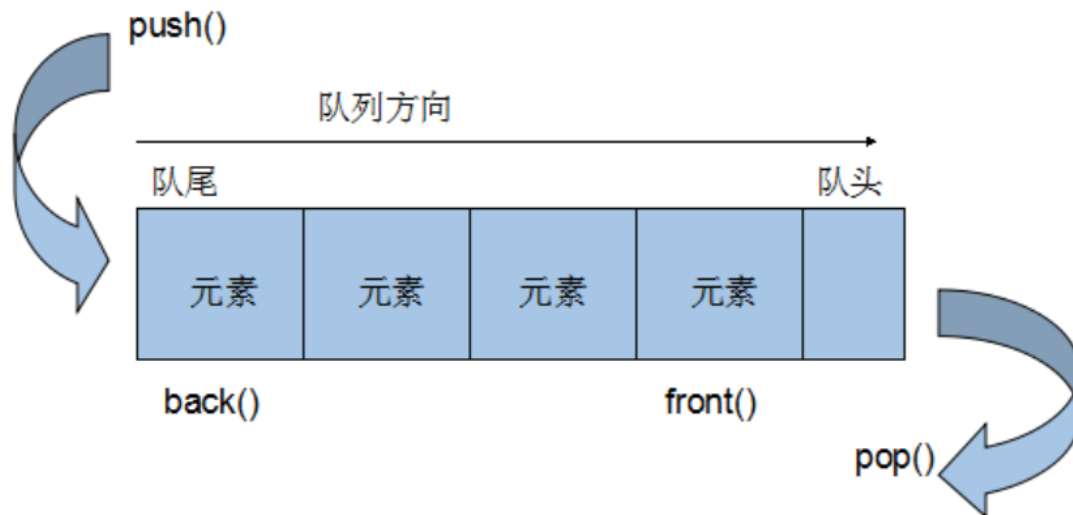 push()
队列方向
队尾 队头
元素 元素 元素 元素
back() front()
pop()